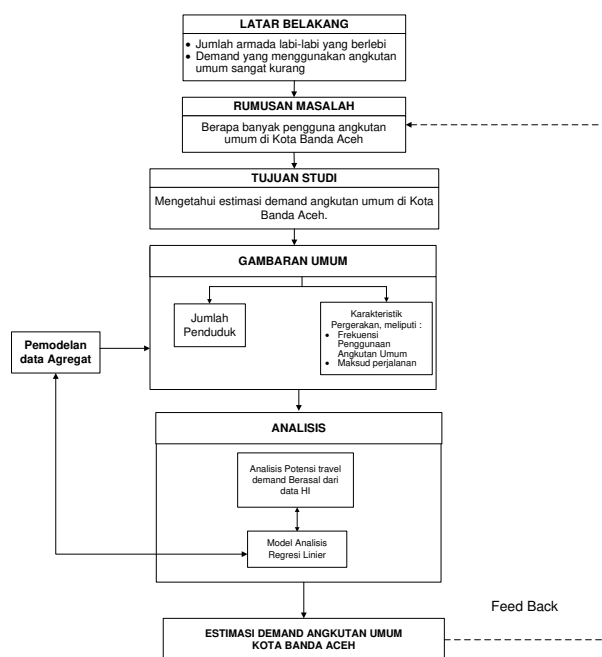 LATAR BELAKANG
• Jumlah armada labi-labi yang berlebi
• Demand yang menggunakan angkutan
umum sangat kurang
RUMUSAN MASALAH
Berapa banyak pengguna angkutan
umum di Kota Banda Aceh
TUJUAN STUDI
Mengetahui estimasi demand angkutan umum di Kota
Banda Aceh.
GAMBARAN UMUM
Jumlah
Penduduk
Karakteristik
Pergerakan, meliputi :
• Frekuensi
Penggunaan
Angkutan Umum
• Maksud perjalanan
Pemodelan
data Agregat
ANALISIS
Analisis Potensi travel
demand Berasal dari
data HI
Model Analisis
Regresi Linier
Feed Back
ESTIMASI DEMAND ANGKUTAN UMUM
KOTA BANDA ACEH